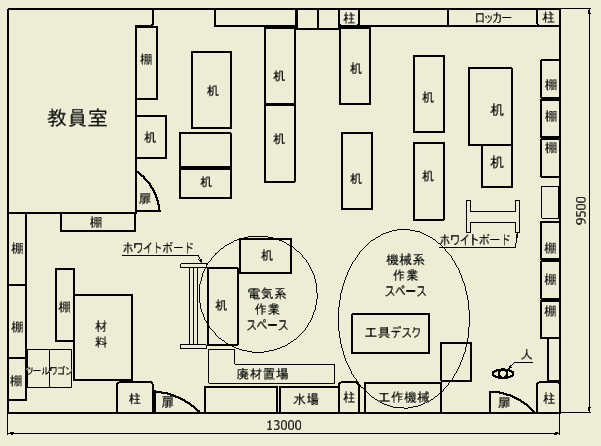 柱
ロッカー
柱
棚
机
机
机
机
机
棚
教員室
机
机
棚
机
棚
机
机
机
扉
棚
棚
ホワイトボード
ホワイトボード
棚
机
9500
機械系
作業
スペース
棚
棚
棚
机
電気系
作業
スペース
棚
材
料
工具デスク
人
ツールワゴン
棚
廃材置場
柱
扉
水場
柱
工作機械
扉
柱
13000